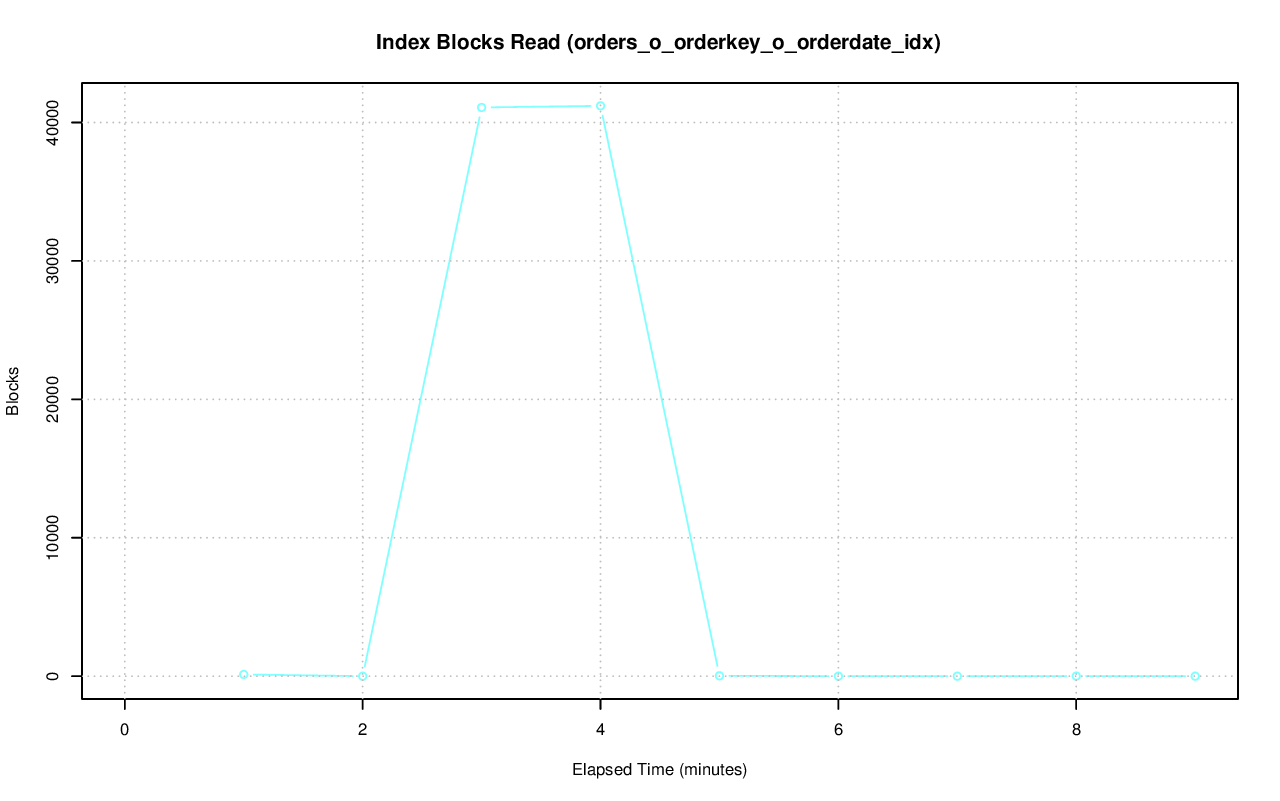 Index Blocks Read (orders_o_orderkey_o_orderdate_idx)
Blocks
40000
30000
20000
10000
0
0 2 4 6 8
Elapsed Time (minutes)